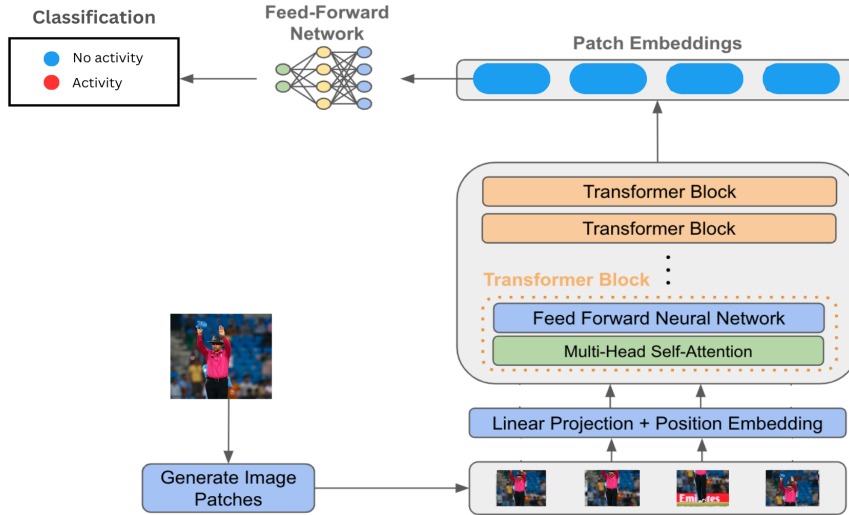 Classification
No activity
Activity
Feed-Forward
Network
Patch Embeddings
Transformer Block
Transformer Block
Transformer Block
Feed Forward Neural Network
Multi-Head Self-Attention
Linear Projection + Position Embedding
Generate Image
Patches
Emirates